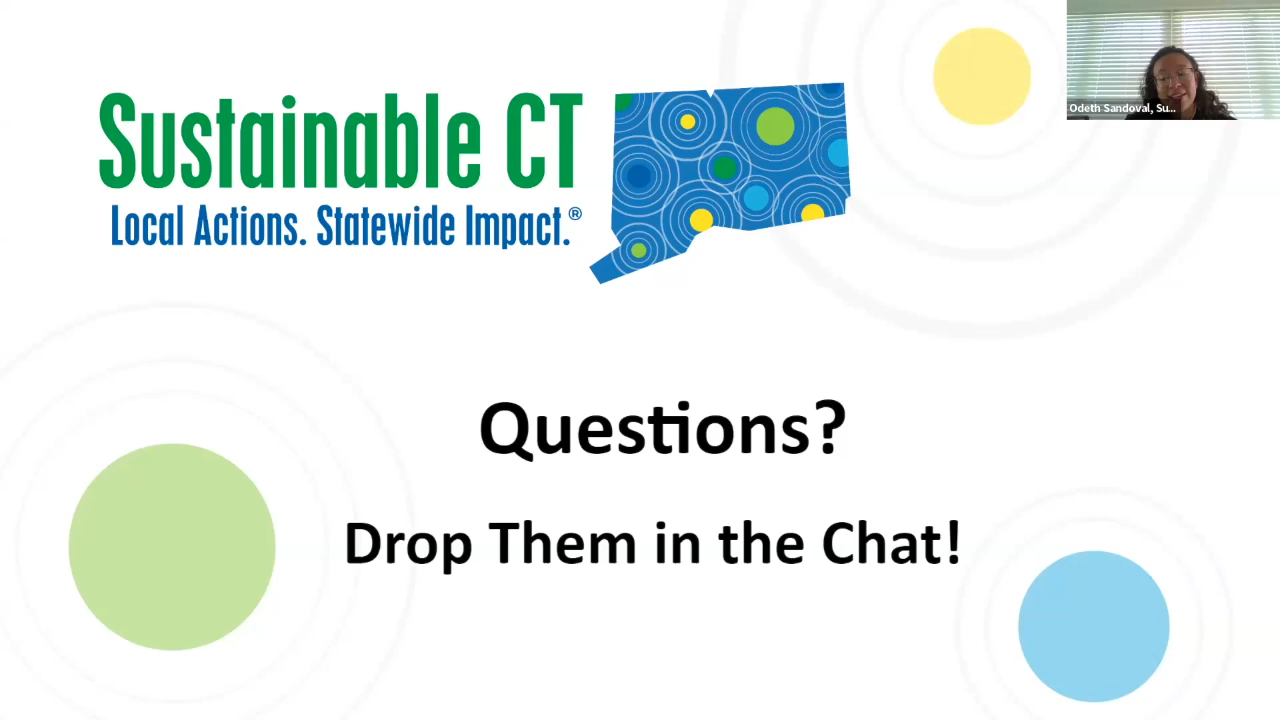 Sustainable CT
Local Actions. Statewide Impact.®
Odeth Sandoval, Su...
Questions?
Drop Them in the Chat!